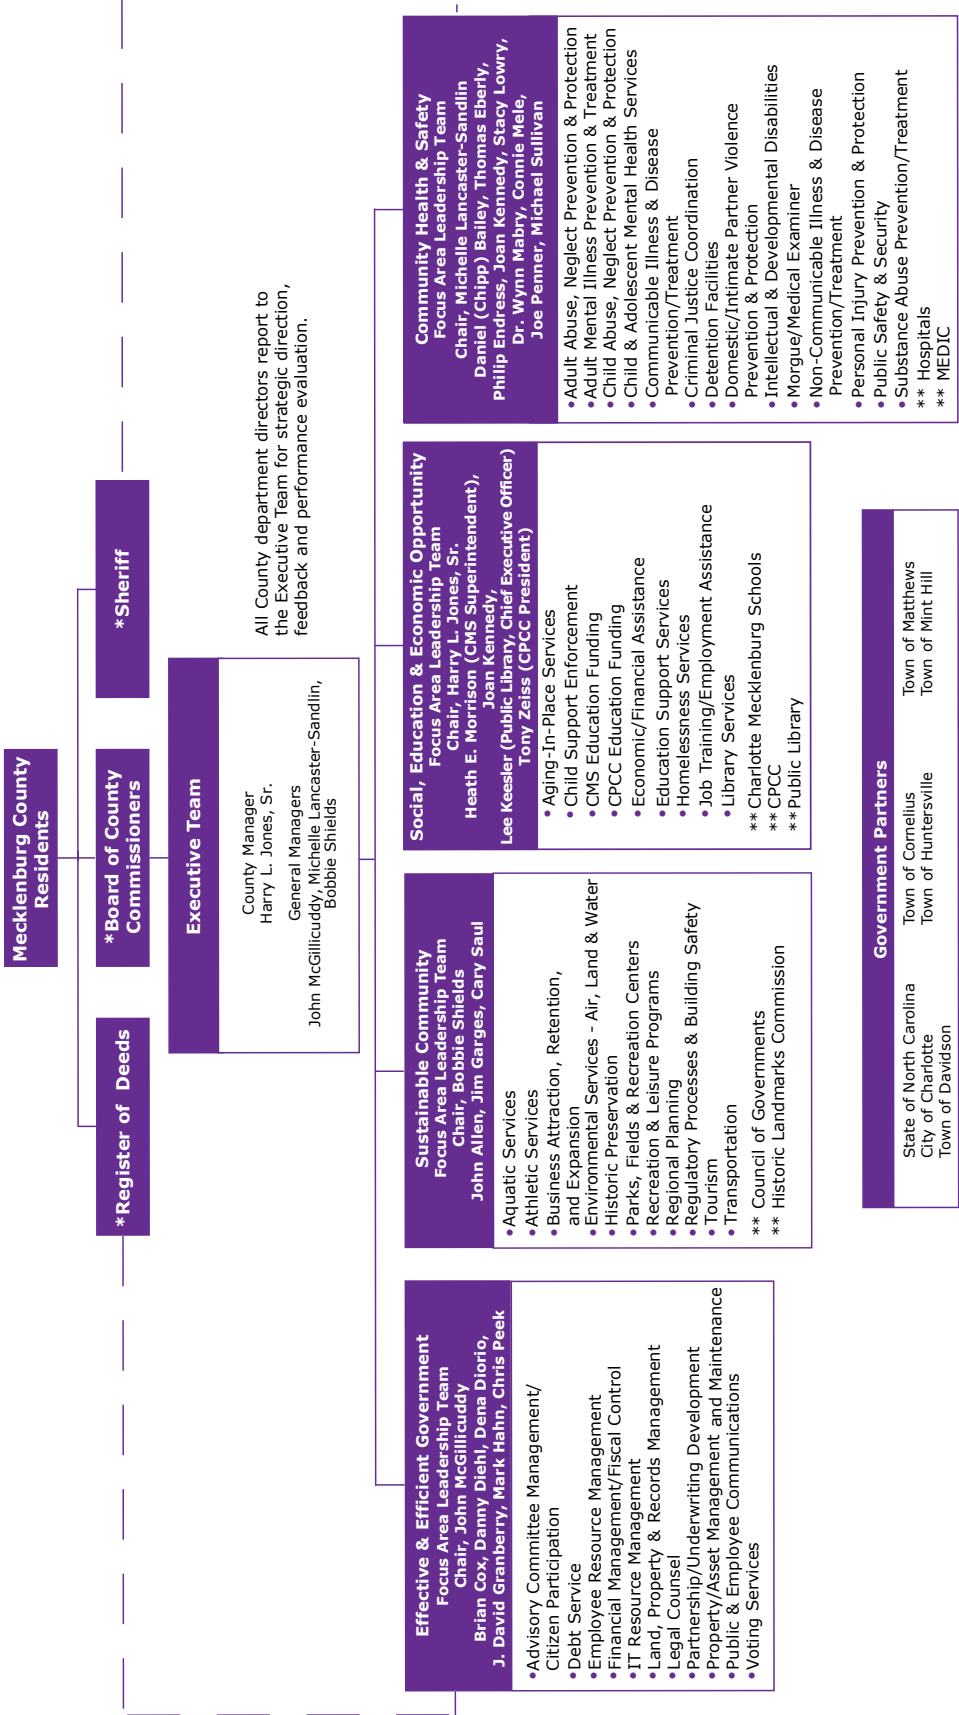 Mecklenburg County
Residents
*Register of Deeds
*Board of County
Commissioners
*Sheriff
Executive Team
County Manager
Harry L. Jones, Sr.
General Managers
John McGillicuddy, Michelle Lancaster-Sandlin,
Bobbie Shields
All County department directors report to
the Executive Team for strategic direction,
feedback and performance evaluation.
Effective & Efficient Government
Focus Area Leadership Team
Chair, John McGillicuddy
Brian Cox, Danny Diehl, Dena Diorio,
J. David Granberry, Mark Hahn, Chris Peek
•Advisory Committee Management/
Citizen Participation
•Debt Service
•Employee Resource Management
•Financial Management/Fiscal Control
•IT Resource Management
•Land, Property & Records Management
•Legal Counsel
•Partnership/Underwriting Development
•Property/Asset Management and Maintenance
•Public & Employee Communications
•Voting Services
Sustainable Community
Focus Area Leadership Team
Chair, Bobbie Shields
John Allen, Jim Garges, Cary Saul
•Aquatic Services
•Athletic Services
•Business Attraction, Retention,
and Expansion
•Environmental Services - Air, Land & Water
•Historic Preservation
•Parks, Fields & Recreation Centers
•Recreation & Leisure Programs
•Regional Planning
•Regulatory Processes & Building Safety
•Tourism
•Transportation
** Council of Governments
** Historic Landmarks Commission
Social, Education & Economic Opportunity
Focus Area Leadership Team
Chair, Harry L. Jones, Sr.
Heath E. Morrison (CMS Superintendent),
Joan Kennedy,
Lee Keesler (Public Library, Chief Executive Officer)
Tony Zeiss (CPCC President)
•Aging-In-Place Services
•Child Support Enforcement
•CMS Education Funding
•CPCC Education Funding
•Economic/Financial Assistance
•Education Support Services
•Homelessness Services
•Job Training/Employment Assistance
•Library Services
**Charlotte Mecklenburg Schools
**CPCC
**Public Library
Community Health & Safety
Focus Area Leadership Team
Chair, Michelle Lancaster-Sandlin
Daniel (Chipp) Bailey, Thomas Eberly,
Philip Endress, Joan Kennedy, Stacy Lowry,
Dr. Wynn Mabry, Connie Mele,
Joe Penner, Michael Sullivan
•Adult Abuse, Neglect Prevention & Protection
•Adult Mental Illness Prevention & Treatment
•Child Abuse, Neglect Prevention & Protection
•Child & Adolescent Mental Health Services
•Communicable Illness & Disease
Prevention/Treatment
•Criminal Justice Coordination
•Detention Facilities
•Domestic/Intimate Partner Violence
Prevention & Protection
•Intellectual & Developmental Disabilities
•Morgue/Medical Examiner
•Non-Communicable Illness & Disease
Prevention/Treatment
•Personal Injury Prevention & Protection
•Public Safety & Security
•Substance Abuse Prevention/Treatment
** Hospitals
** MEDIC
Government Partners
State of North Carolina
City of Charlotte
Town of Davidson
Town of Cornelius
Town of Huntersville
Town of Matthews
Town of Mint Hill